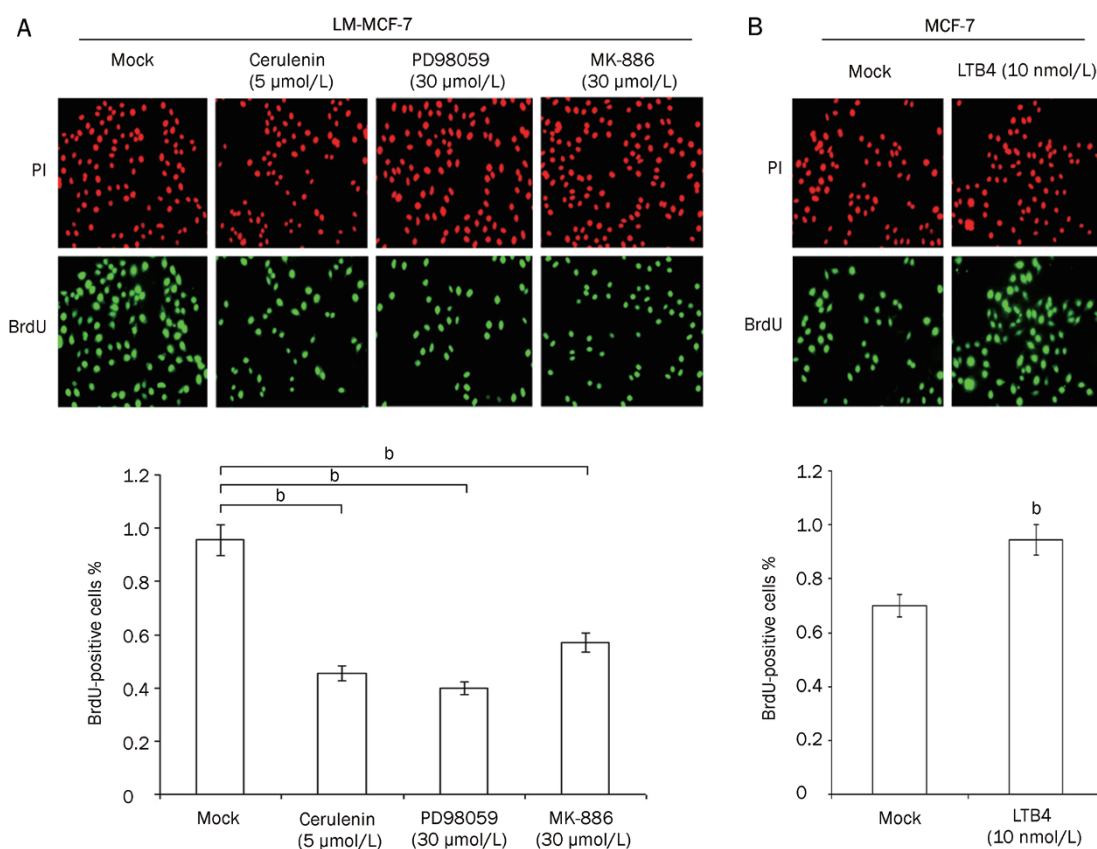 A
LM-MCF-7
Mock
Cerulenin
(5 µmol/L)
PD98059
(30 µmol/L)
MK-886
(30 µmol/L)
PI
BrdU
b
b
b
BrdU-positive cells %
1.2
1.0
0.8
0.6
0.4
0.2
0
Mock
Cerulenin
(5 µmol/L)
PD98059
(30 µmol/L)
MK-886
(30 µmol/L)
B
MCF-7
Mock
LTB4 (10 nmol/L)
PI
BrdU
b
BrdU-positive cells %
1.2
1.0
0.8
0.6
0.4
0.2
0
Mock
LTB4
(10 nmol/L)